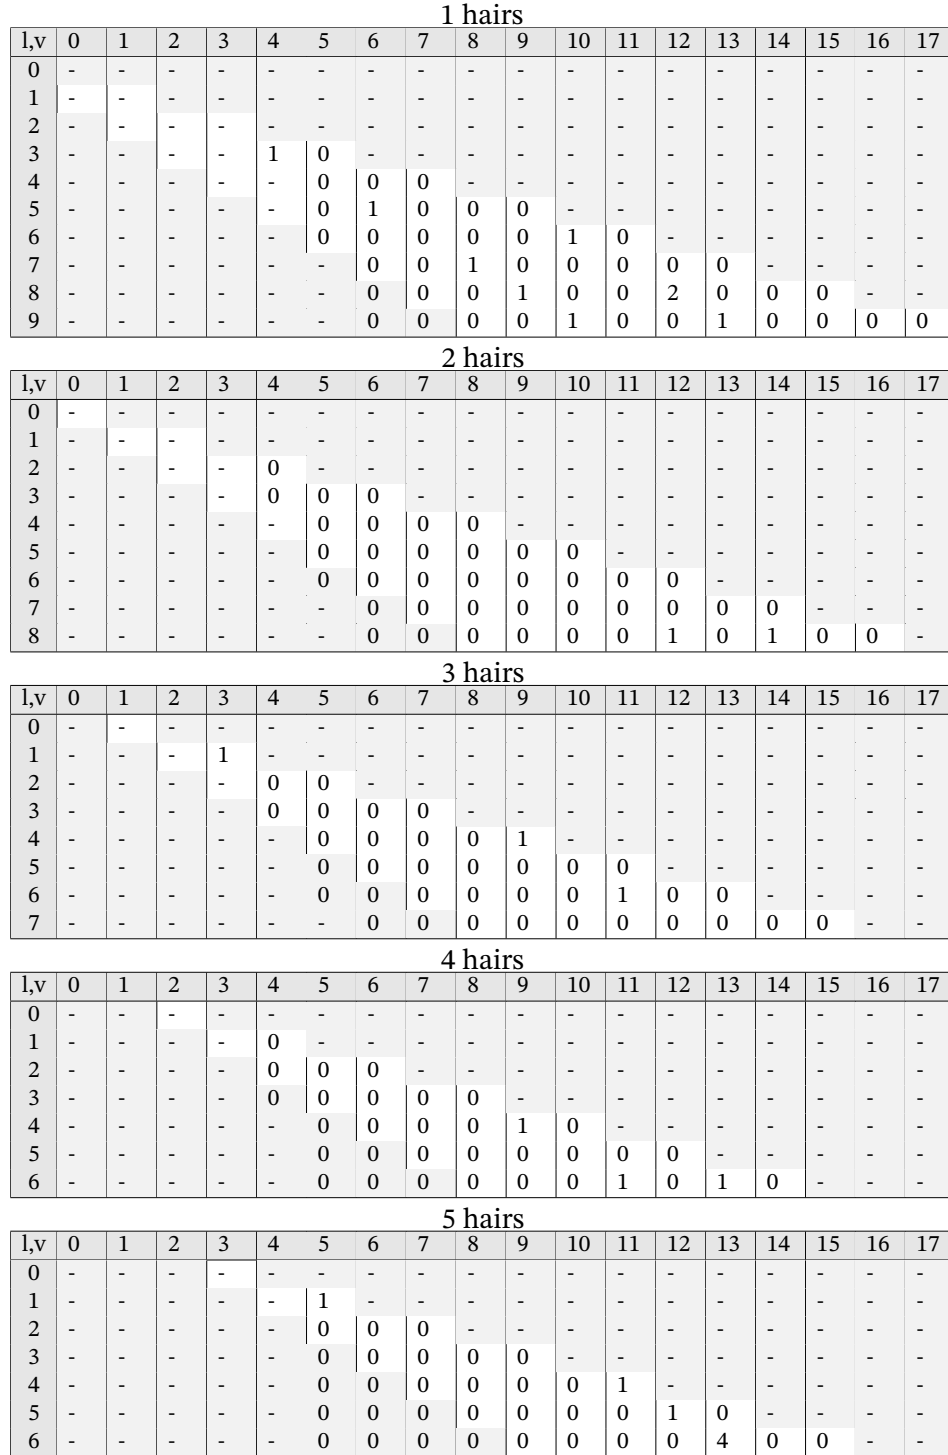 1 hairs
l,v 0 1 2 3 4 5 6 7 8 9 10 11 12 13 14 15 16 17
0 - - - - - - - - - - - - - - - - - -
1 - - - - - - - - - - - - - - - - - -
2 - - - - - - - - - - - - - - - - - -
3 - - - - 1 0 - - - - - - - - - - - -
4 - - - - - 0 0 0 - - - - - - - - - -
5 - - - - - 0 1 0 0 0 - - - - - - - -
6 - - - - - 0 0 0 0 0 1 0 - - - - - -
7 - - - - - - 0 0 1 0 0 0 0 0 - - - -
8 - - - - - - 0 0 0 1 0 0 2 0 0 0 - -
9 - - - - - - 0 0 0 0 1 0 0 1 0 0 0 0
2 hairs
l,v 0 1 2 3 4 5 6 7 8 9 10 11 12 13 14 15 16 17
0 - - - - - - - - - - - - - - - - - -
1 - - - - - - - - - - - - - - - - - -
2 - - - - 0 - - - - - - - - - - - - -
3 - - - - 0 0 0 - - - - - - - - - - -
4 - - - - - 0 0 0 0 - - - - - - - - -
5 - - - - - 0 0 0 0 0 0 - - - - - - -
6 - - - - - 0 0 0 0 0 0 0 0 - - - - -
7 - - - - - - 0 0 0 0 0 0 0 0 0 - - -
8 - - - - - - 0 0 0 0 0 0 1 0 1 0 0 -
3 hairs
l,v 0 1 2 3 4 5 6 7 8 9 10 11 12 13 14 15 16 17
0 - - - - - - - - - - - - - - - - - -
1 - - - 1 - - - - - - - - - - - - - -
2 - - - - 0 0 - - - - - - - - - - - -
3 - - - - 0 0 0 0 - - - - - - - - - -
4 - - - - - 0 0 0 0 1 - - - - - - - -
5 - - - - - 0 0 0 0 0 0 0 - - - - - -
6 - - - - - 0 0 0 0 0 0 1 0 0 - - - -
7 - - - - - - 0 0 0 0 0 0 0 0 0 0 - -
4 hairs
l,v 0 1 2 3 4 5 6 7 8 9 10 11 12 13 14 15 16 17
0 - - - - - - - - - - - - - - - - - -
1 - - - - 0 - - - - - - - - - - - - -
2 - - - - 0 0 0 - - - - - - - - - - -
3 - - - - 0 0 0 0 0 - - - - - - - - -
4 - - - - - 0 0 0 0 1 0 - - - - - - -
5 - - - - - 0 0 0 0 0 0 0 0 - - - - -
6 - - - - - 0 0 0 0 0 0 1 0 1 0 - - -
5 hairs
l,v 0 1 2 3 4 5 6 7 8 9 10 11 12 13 14 15 16 17
0 - - - - - - - - - - - - - - - - - -
1 - - - - - 1 - - - - - - - - - - - -
2 - - - - - 0 0 0 - - - - - - - - - -
3 - - - - - 0 0 0 0 0 - - - - - - - -
4 - - - - - 0 0 0 0 0 0 1 - - - - - -
5 - - - - - 0 0 0 0 0 0 0 1 0 - - - -
6 - - - - - 0 0 0 0 0 0 0 0 4 0 0 - -